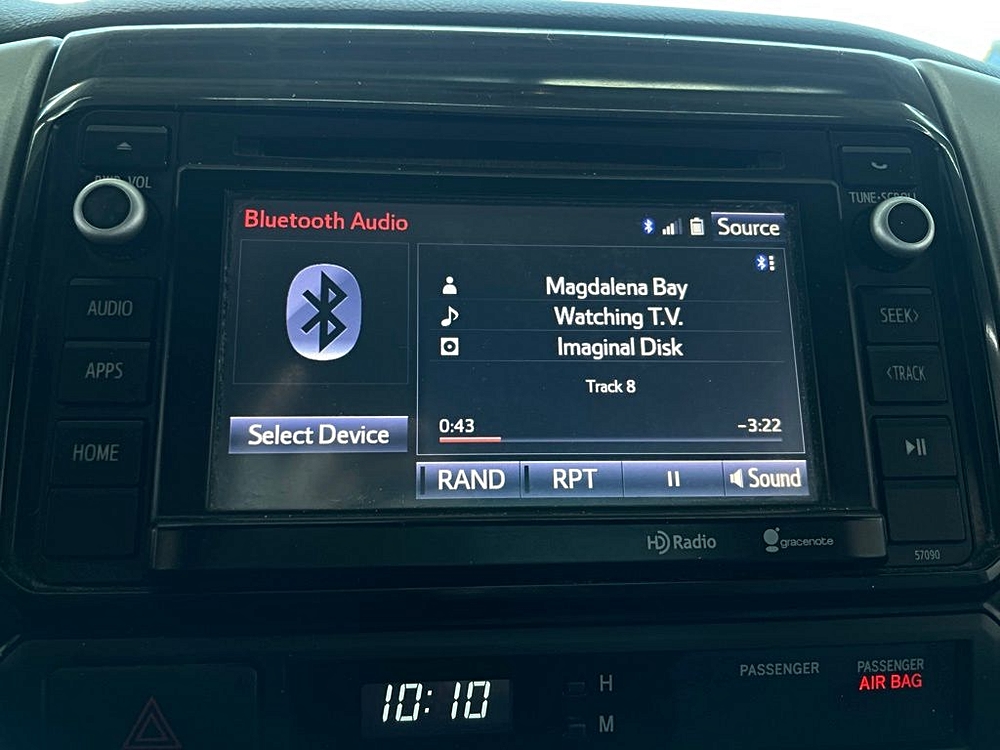 PWR·VOL
TUNE·SCROLL
Bluetooth Audio
Source
AUDIO
APPS
HOME
Magdalena Bay
Watching T.V.
Imaginal Disk
Track 8
0:43
-3:22
Select Device
RAND
RPT
Sound
SEEK>
<TRACK
HD Radio
gracenote
57090
10:10
H
M
PASSENGER
PASSENGER
AIR BAG